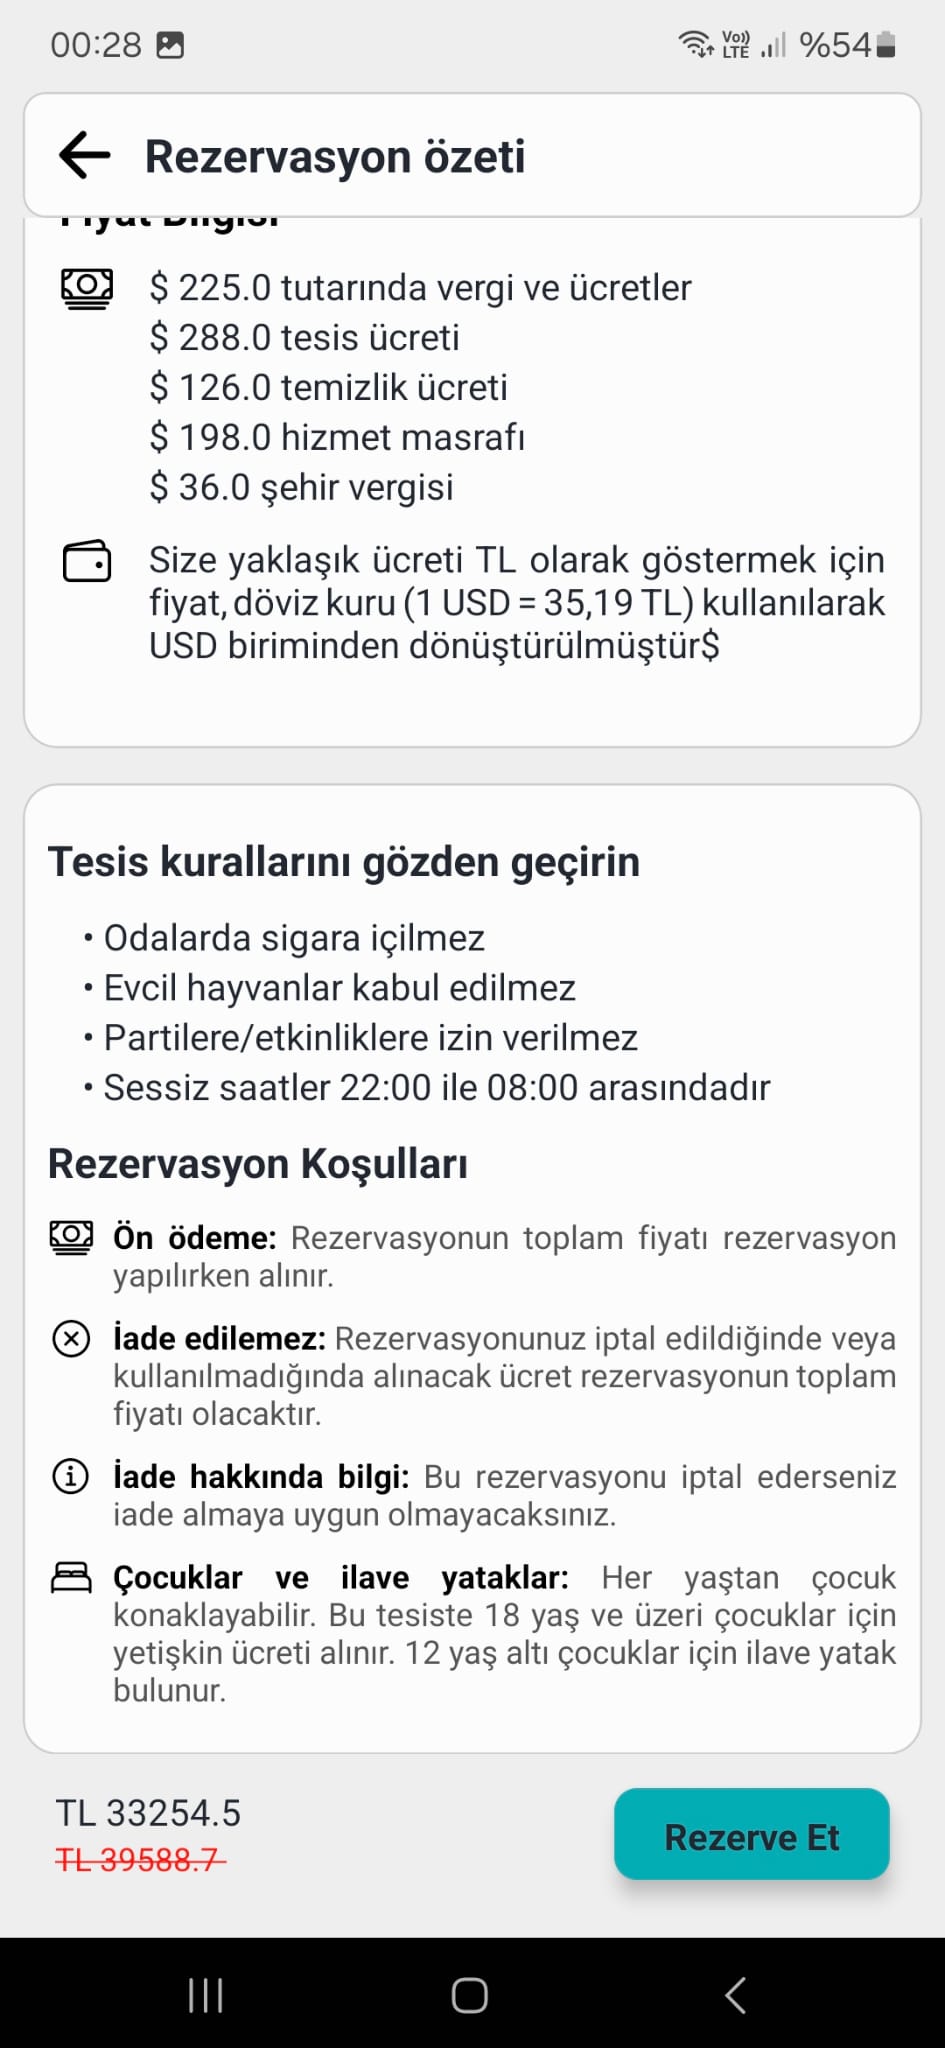 00:28
Vo))
LTE
%54
Rezervasyon özeti
Fiyat Bilgisi
$ 225.0 tutarında vergi ve ücretler
$ 288.0 tesis ücreti
$ 126.0 temizlik ücreti
$ 198.0 hizmet masrafı
$ 36.0 şehir vergisi
Size yaklaşık ücreti TL olarak göstermek için
fiyat, döviz kuru (1 USD = 35,19 TL) kullanılarak
USD biriminden dönüştürülmüştür$
Tesis kurallarını gözden geçirin
• Odalarda sigara içilmez
• Evcil hayvanlar kabul edilmez
• Partilere/etkinliklere izin verilmez
• Sessiz saatler 22:00 ile 08:00 arasındadır
Rezervasyon Koşulları
Ön ödeme: Rezervasyonun toplam fiyatı rezervasyon
yapılırken alınır.
İade edilemez: Rezervasyonunuz iptal edildiğinde veya
kullanılmadığında alınacak ücret rezervasyonun toplam
fiyatı olacaktır.
İade hakkında bilgi: Bu rezervasyonu iptal ederseniz
iade almaya uygun olmayacaksınız.
Çocuklar ve ilave yataklar: Her yaştan çocuk
konaklayabilir. Bu tesiste 18 yaş ve üzeri çocuklar için
yetişkin ücreti alınır. 12 yaş altı çocuklar için ilave yatak
bulunur.
TL 33254.5
TL 39588.7
Rezerve Et